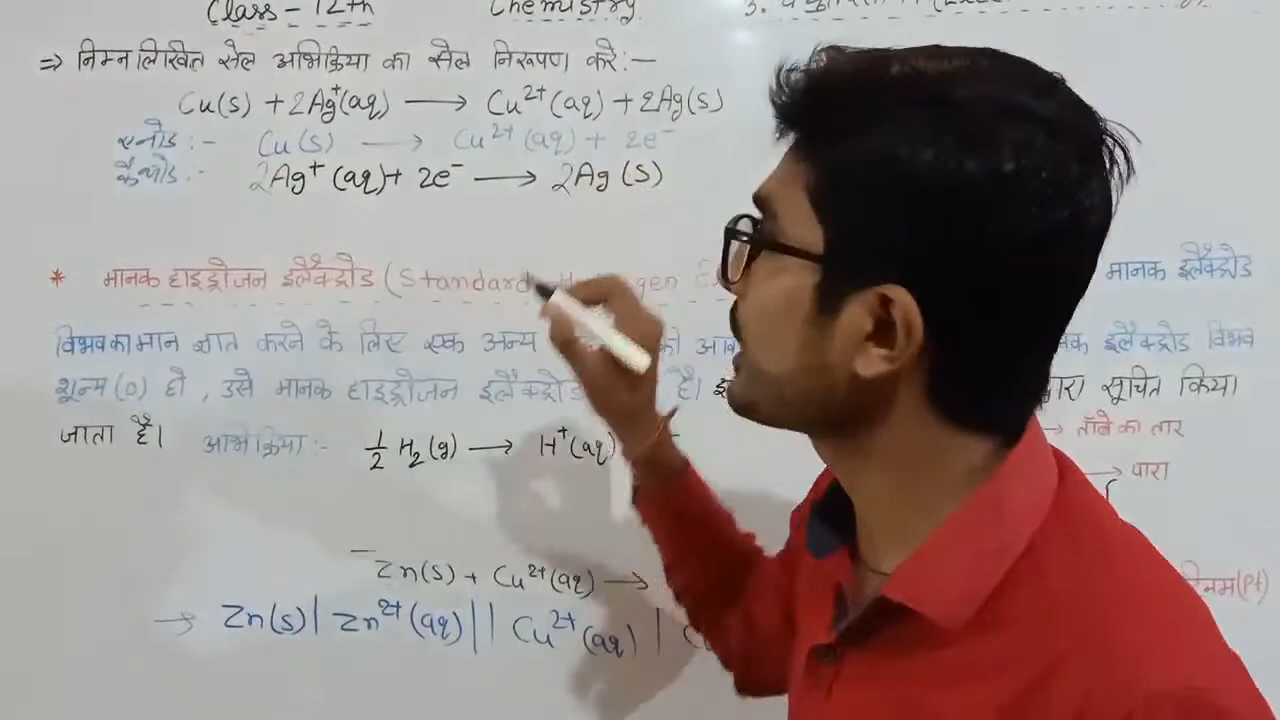 Class - 12th Chemistry 3.
⇒ निम्नलिखित सेल अभिक्रिया का सेल निरूपण करे:-
Cu(s) + 2Ag⁺(aq) ⟶ Cu²⁺(aq) + 2Ag(s)
एनोड:- Cu(s) ⟶ Cu²⁺(aq) + 2e⁻
कैथोड:- 2Ag⁺(aq) + 2e⁻ ⟶ 2Ag(s)
* मानक हाइड्रोजन इलैक्ट्रोड (Standard मानक इलैक्ट्रोड
विभव का मान ज्ञात करने के लिए एक अन्य को इलैक्ट्रोड विभव
शून्य (0) हो, उसे मानक हाइड्रोजन इलैक्ट्रोड है। सूचित किया
जाता है। अभिक्रिया:- ½ H₂(g) ⟶ H⁺(aq)
→ ताँबे का तार
→ पारा
Zn(s) + Cu²⁺(aq) ⟶
(Pt)
→ Zn(s) | Zn²⁺(aq) || Cu²⁺(aq) |